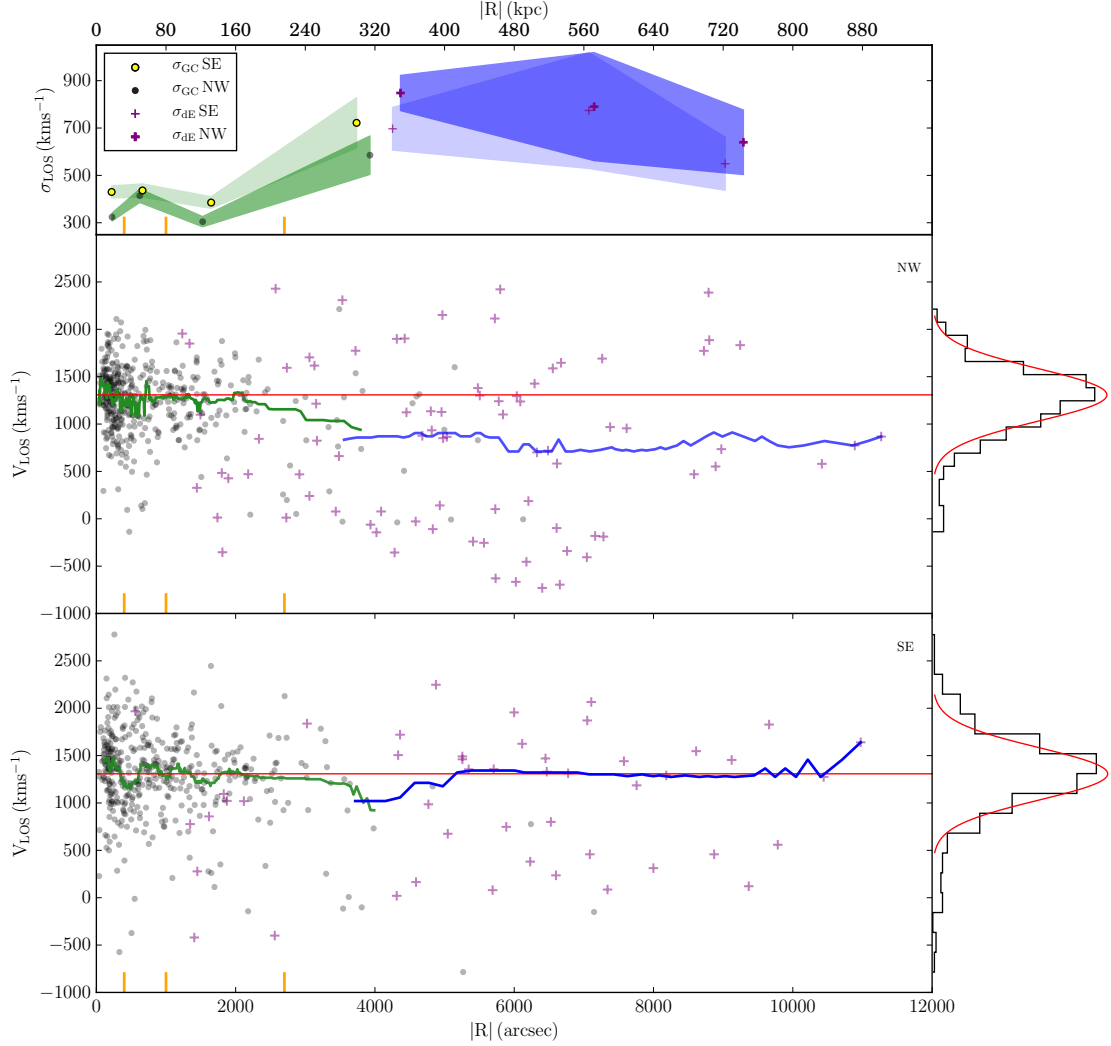 |R| (kpc)
0 80 160 240 320 400 480 560 640 720 800 880
σGC SE
σGC NW
σdE SE
σdE NW
900
700
500
300
σLOS (kms−1)
NW
2500
2000
1500
1000
500
0
−500
−1000
VLOS (kms−1)
SE
2500
2000
1500
1000
500
0
−500
−1000
VLOS (kms−1)
0 2000 4000 6000 8000 10000 12000
|R| (arcsec)